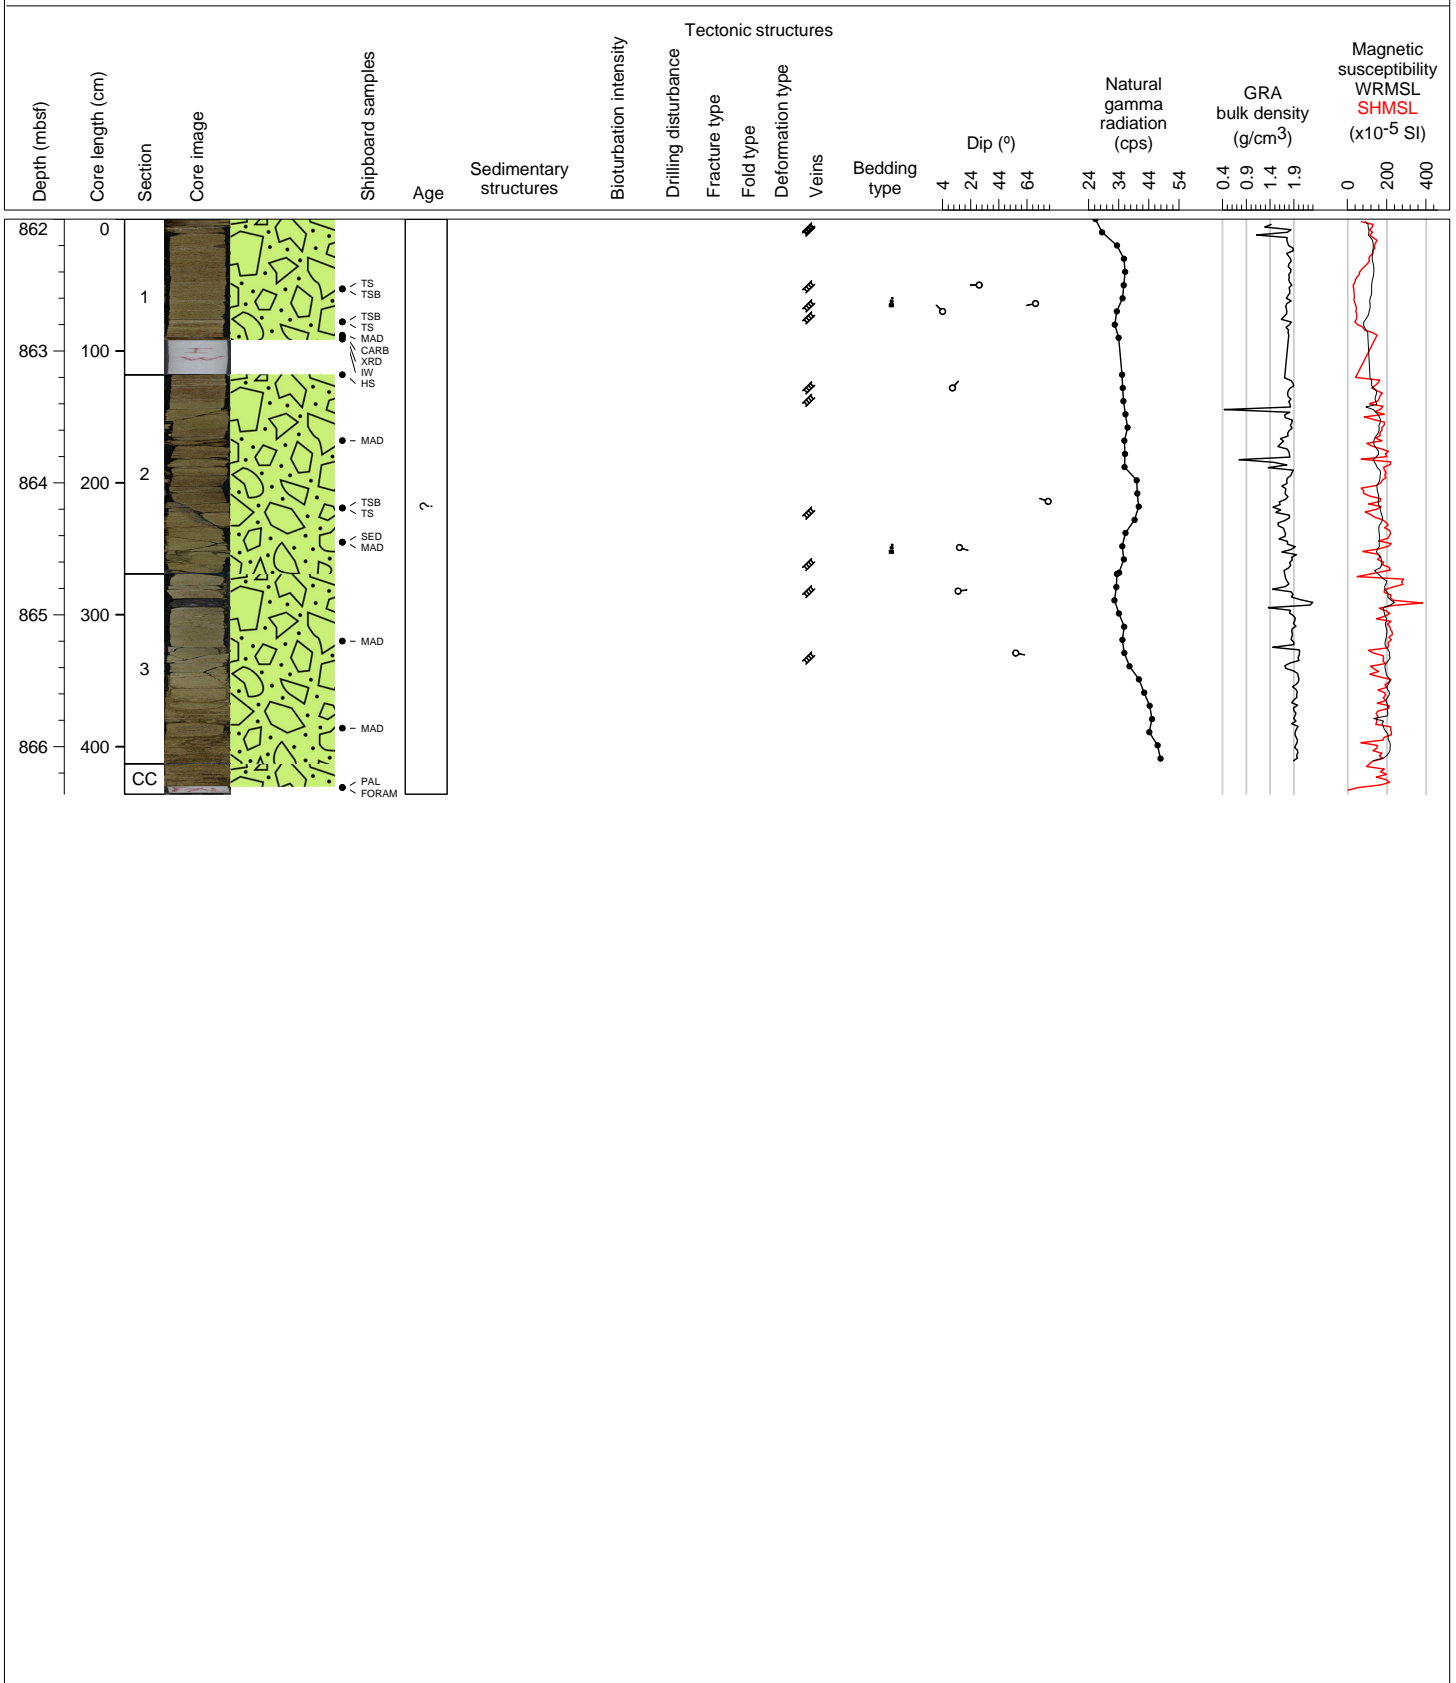 Tectonic structures
Depth (mbsf)
Core length (cm)
Section
Core image
Shipboard samples
Age
Sedimentary
structures
Bioturbation intensity
Drilling disturbance
Fracture type
Fold type
Deformation type
Veins
Bedding
type
Dip (º)
4 24 44 64
Natural
gamma
radiation
(cps)
24 34 44 54
GRA
bulk density
(g/cm3)
0.4 0.9 1.4 1.9
Magnetic
susceptibility
WRMSL
SHMSL
(x10-5 SI)
0 200 400
862 0
TS
TSB
1
TSB
TS
MAD
863 100
CARB
XRD
IW
HS
MAD
2
864 200
TSB
TS
?
SED
MAD
865 300
MAD
3
MAD
866 400
CC
PAL
FORAM